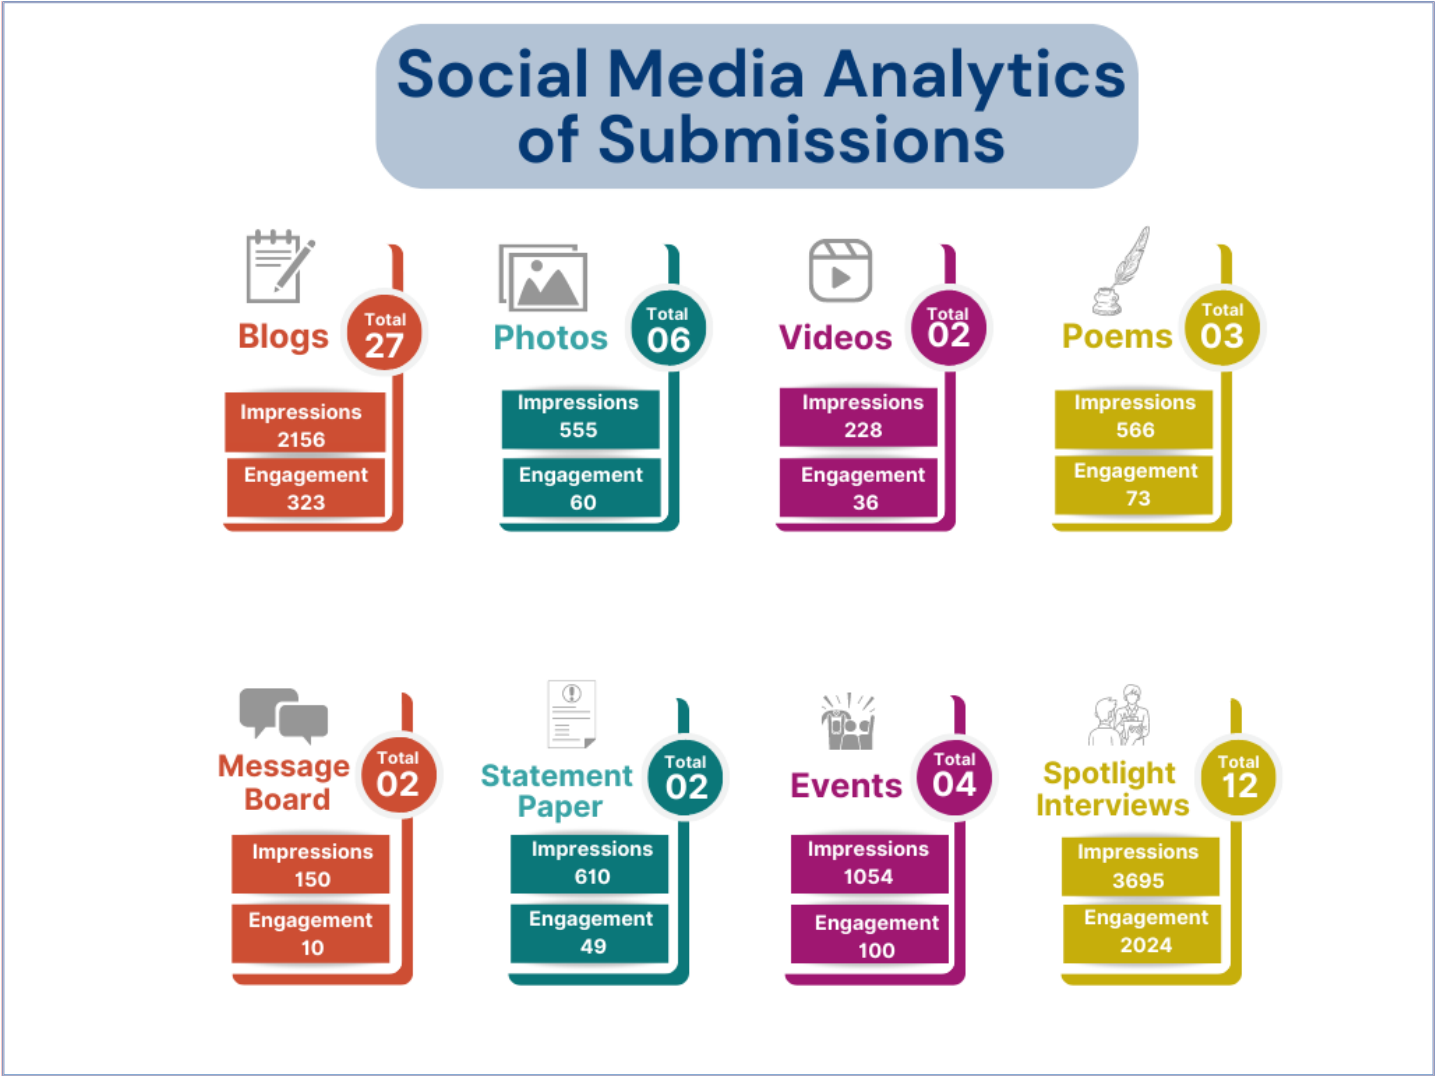 Social Media Analytics
of Submissions
Blogs
Total
27
Impressions
2156
Engagement
323
Photos
Total
06
Impressions
555
Engagement
60
Videos
Total
02
Impressions
228
Engagement
36
Poems
Total
03
Impressions
566
Engagement
73
Message
Board
Total
02
Impressions
150
Engagement
10
Statement
Paper
Total
02
Impressions
610
Engagement
49
Events
Total
04
Impressions
1054
Engagement
100
Spotlight
Interviews
Total
12
Impressions
3695
Engagement
2024